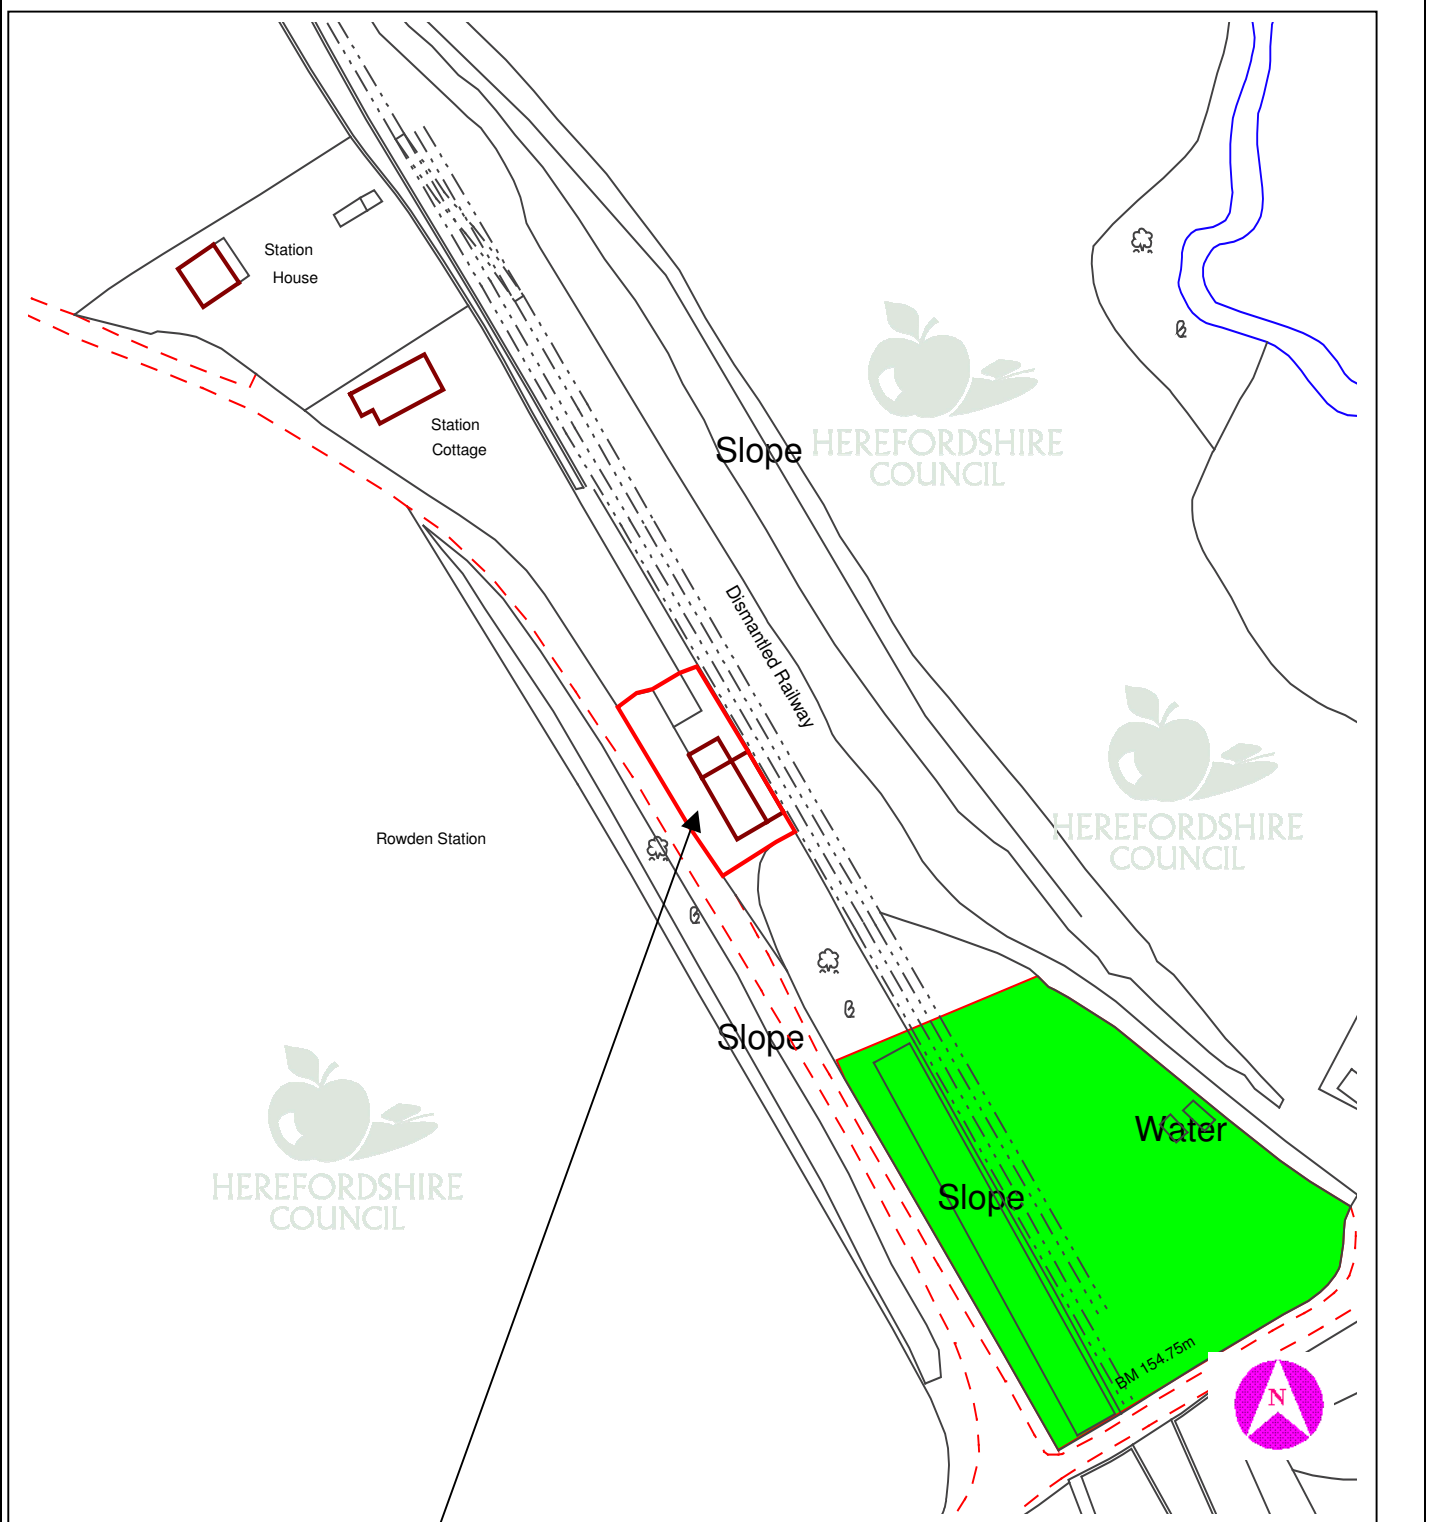 Station
House
HEREFORDSHIRE
COUNCIL
Station
Cottage
Slope
Dismantled Railway
HEREFORDSHIRE
COUNCIL
Rowden Station
Slope
HEREFORDSHIRE
COUNCIL
Water
Slope
BM 154.75m
N